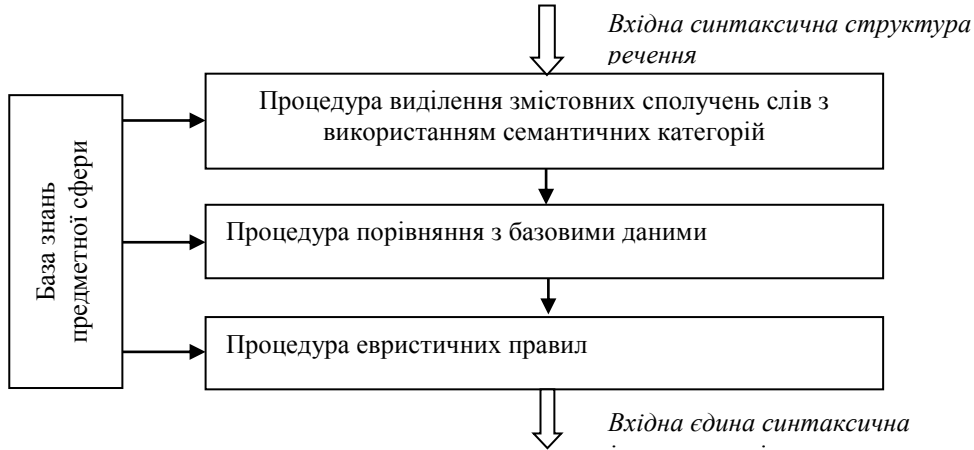 Вхідна синтаксична структура
речення
Процедура виділення змістовних сполучень слів з
використанням семантичних категорій
База знань
предметної сфери
Процедура порівняння з базовими даними
Процедура евристичних правил
Вхідна єдина синтаксична